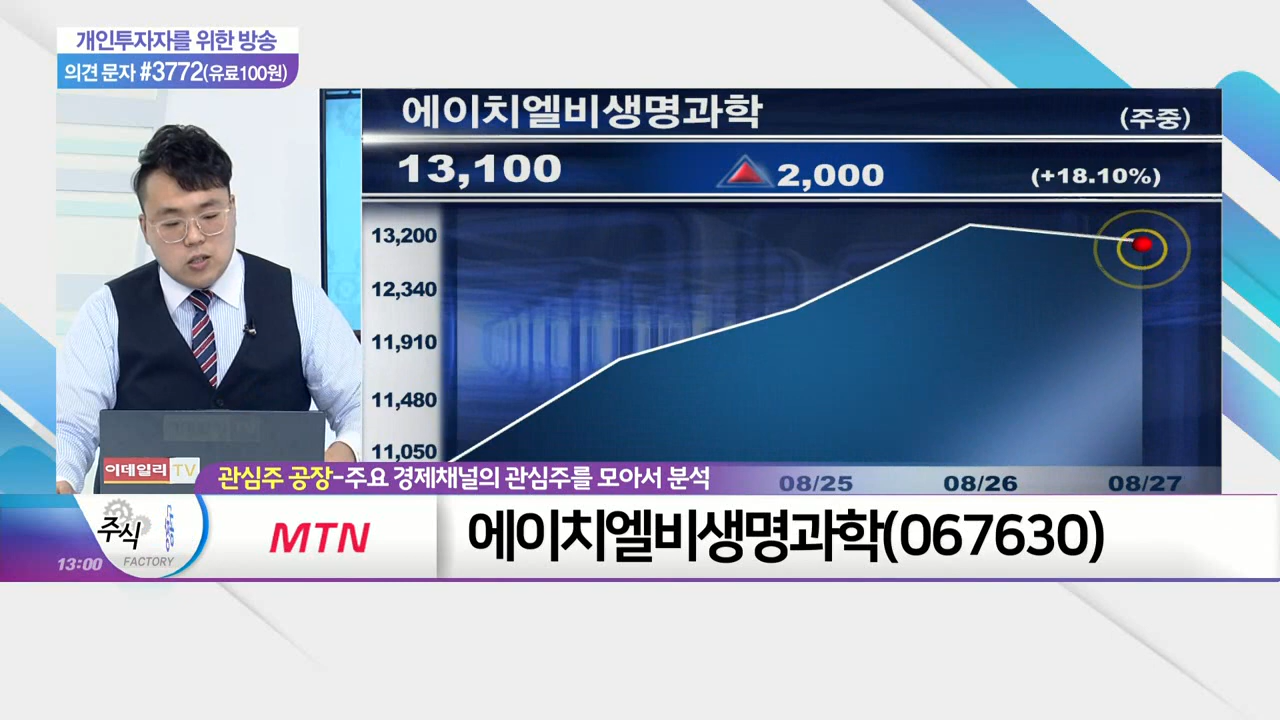 개인투자자를 위한 방송
의견 문자 #3772(유료100원)
에이치엘비생명과학
(주중)
13,100
2,000
(+18.10%)
13,200
12,340
11,910
11,480
11,050
08/25
08/26
08/27
이데일리 TV
관심주 공장-주요 경제채널의 관심주를 모아서 분석
주식
FACTORY
13:00
MTN
에이치엘비생명과학(067630)